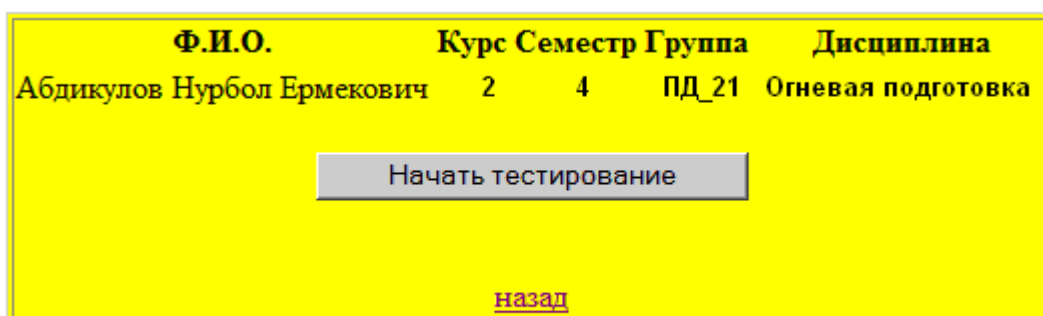 Ф.И.О. Курс Семестр Группа Дисциплина
Абдикулов Нурбол Ермекович 2 4 ПД_21 Огневая подготовка
Начать тестирование
назад